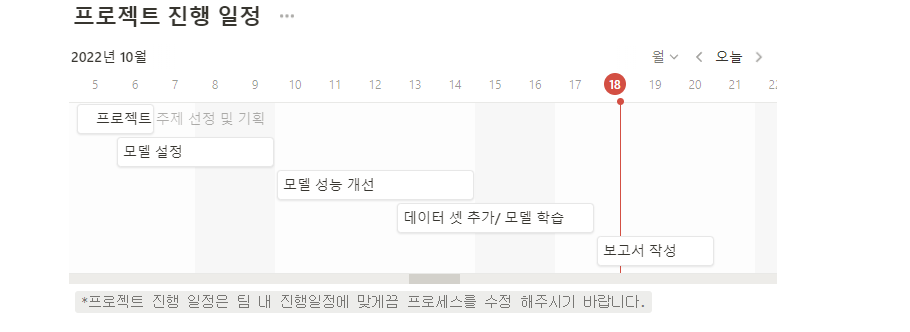 프로젝트 진행 일정 ···
2022년 10월 월 오늘
5 6 7 8 9 10 11 12 13 14 15 16 17 18 19 20 21 22
프로젝트 주제 선정 및 기획
모델 설정
모델 성능 개선
데이터 셋 추가/ 모델 학습
보고서 작성
*프로젝트 진행 일정은 팀 내 진행일정에 맞게끔 프로세스를 수정 해주시기 바랍니다.